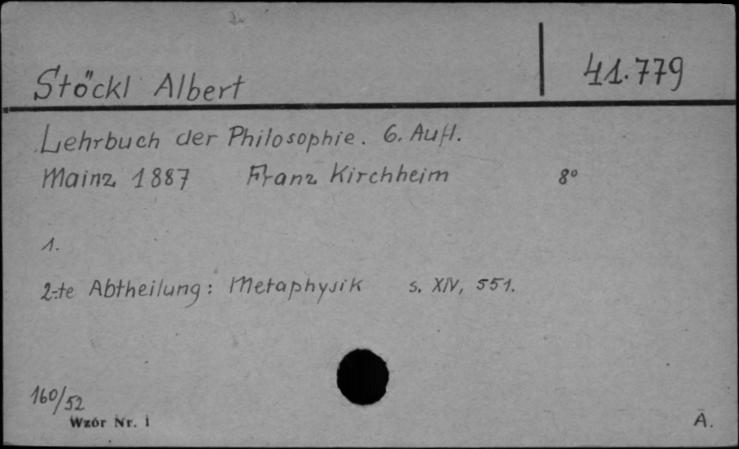 Stöckl Albert
41.779
Lehrbuch der Philosophie. 6. Aufl.
Mainz 1887 Franz Kirchheim 8°
1.
2-te Abtheilung: Metaphysik s. XIV, 551.
160/52
Wzór Nr. 1
A.